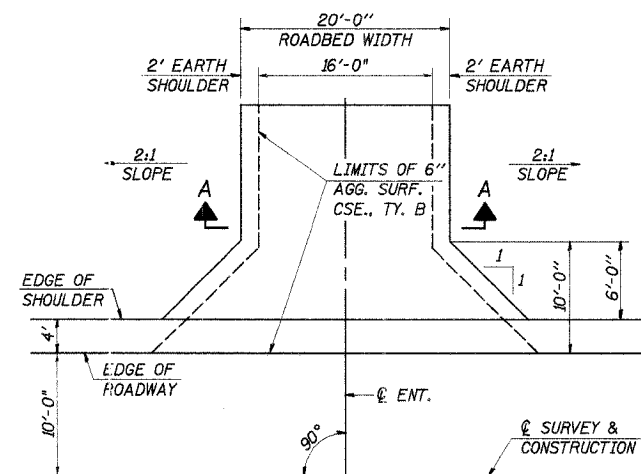 20'-0"
ROADBED WIDTH
2' EARTH
SHOULDER
16'-0"
2' EARTH
SHOULDER
2:1
SLOPE
LIMITS OF 6"
AGG. SURF.
CSE., TY. B
2:1
SLOPE
A
A
1
1
10'-0"
6'-0"
EDGE OF
SHOULDER
4'
EDGE OF
ROADWAY
10'-0"
℄ ENT.
90°
℄ SURVEY &
CONSTRUCTION